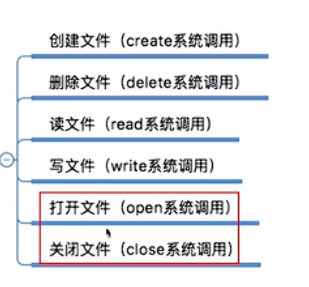 创建文件（create系统调用）
删除文件（delete系统调用）
读文件（read系统调用）
写文件（write系统调用）
打开文件（open系统调用）
关闭文件（close系统调用）